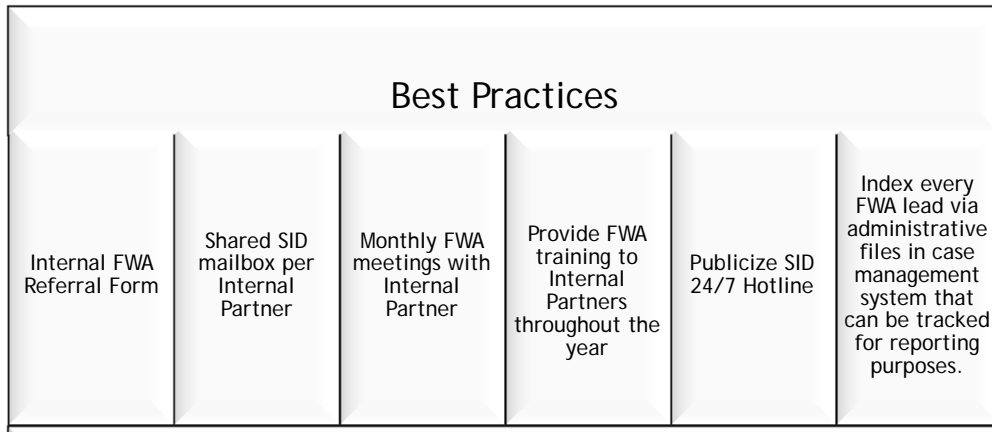 Best Practices
Internal FWA
Referral Form
Shared SID
mailbox per
Internal
Partner
Monthly FWA
meetings with
Internal
Partner
Provide FWA
training to
Internal
Partners
throughout the
year
Publicize SID
24/7 Hotline
Index every
FWA lead via
administrative
files in case
management
system that
can be tracked
for reporting
purposes.